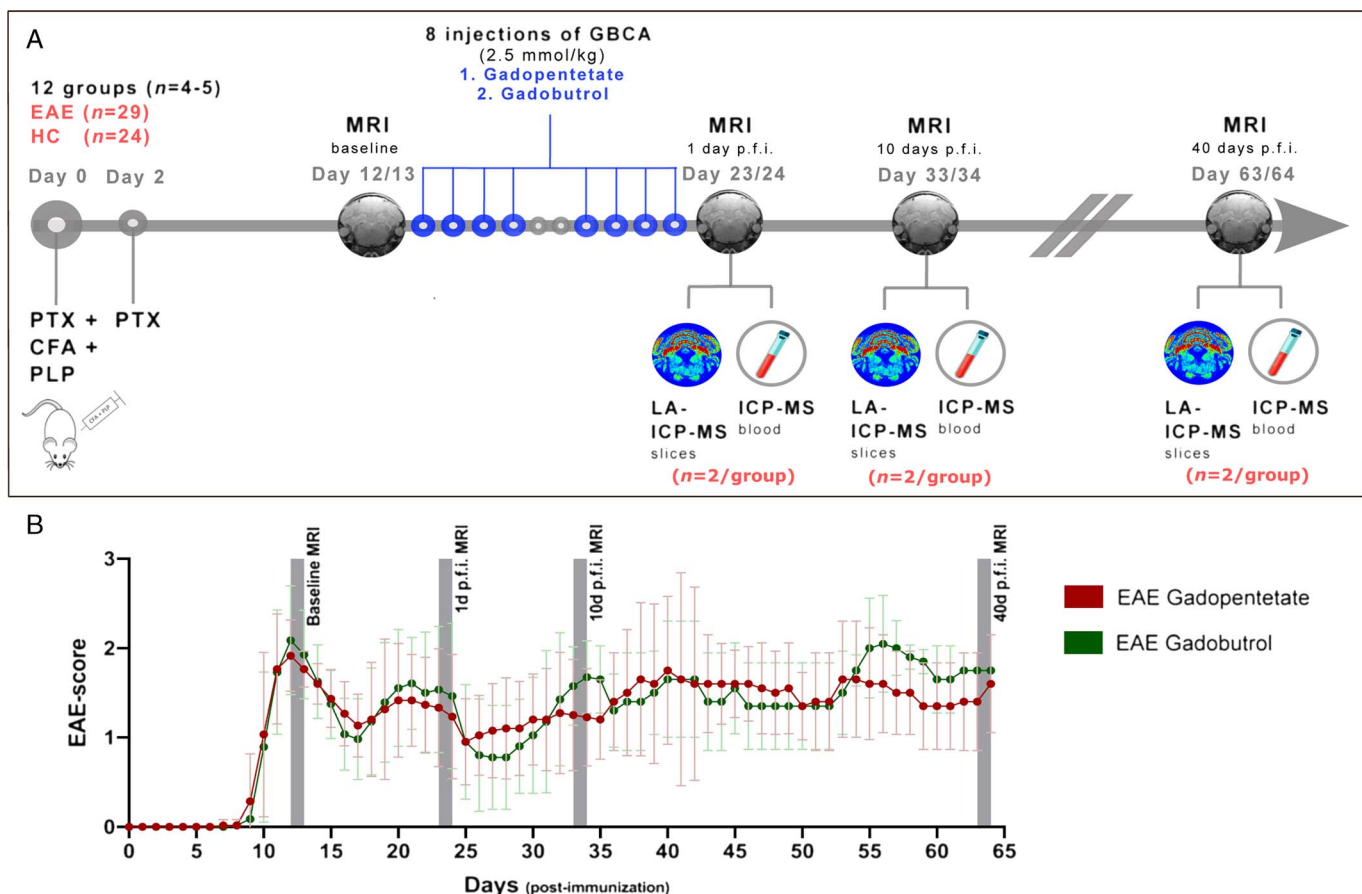 A
12 groups (n=4-5)
EAE (n=29)
HC (n=24)
Day 0 Day 2
PTX + PTX
CFA +
PLP
CFA + PLP
MRI
baseline
Day 12/13
8 injections of GBCA
(2.5 mmol/kg)
1. Gadopentetate
2. Gadobutrol
MRI
1 day p.f.i.
Day 23/24
LA-
ICP-MS
slices
ICP-MS
blood
(n=2/group)
MRI
10 days p.f.i.
Day 33/34
LA-
ICP-MS
slices
ICP-MS
blood
(n=2/group)
MRI
40 days p.f.i.
Day 63/64
LA-
ICP-MS
slices
ICP-MS
blood
(n=2/group)
B
EAE-score
3
2
1
0
Baseline MRI
1d p.f.i. MRI
10d p.f.i. MRI
40d p.f.i. MRI
0 5 10 15 20 25 30 35 40 45 50 55 60 65
Days (post-immunization)
EAE Gadopentetate
EAE Gadobutrol